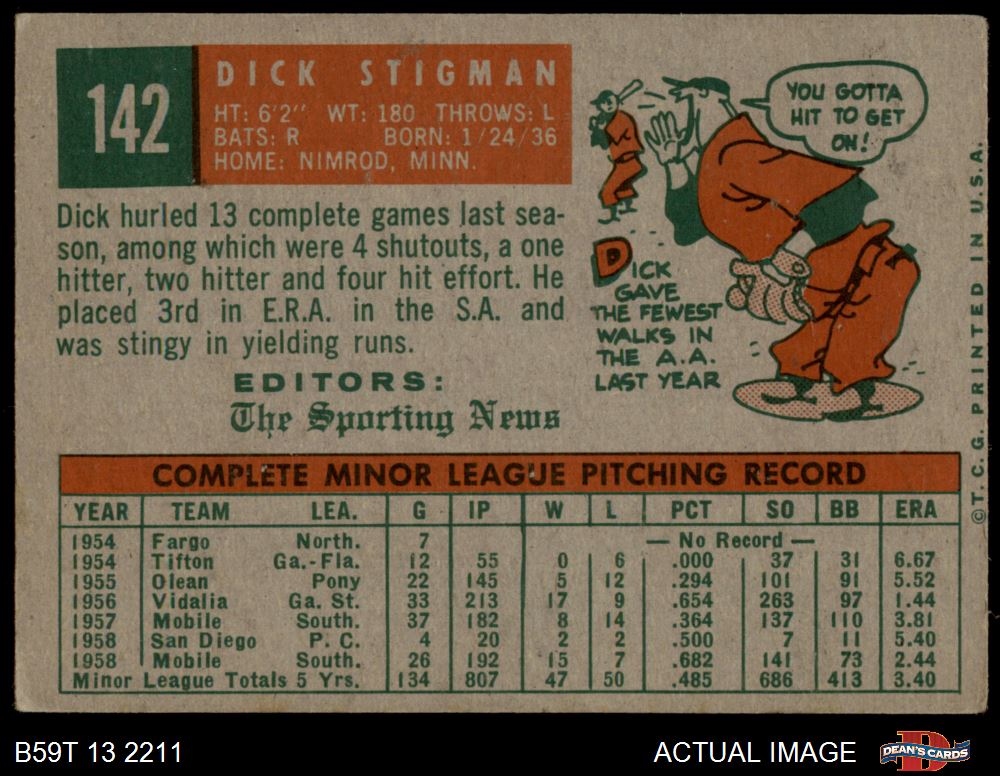 142
DICK STIGMAN
HT: 6'2" WT: 180 THROWS: L
BATS: R BORN: 1/24/36
HOME: NIMROD, MINN.
Dick hurled 13 complete games last sea-
son, among which were 4 shutouts, a one
hitter, two hitter and four hit effort. He
placed 3rd in E.R.A. in the S.A. and
was stingy in yielding runs.
EDITORS:
The Sporting News
YOU GOTTA
HIT TO GET
ON!
DICK
GAVE
THE FEWEST
WALKS IN
THE A.A.
LAST YEAR
©T.C.G. PRINTED IN U.S.A.
COMPLETE MINOR LEAGUE PITCHING RECORD
YEAR TEAM LEA. G IP W L PCT SO BB ERA
1954 Fargo North. 7 — No Record —
1954 Tifton Ga.-Fla. 12 55 0 6 .000 37 31 6.67
1955 Olean Pony 22 145 5 12 .294 101 91 5.52
1956 Vidalia Ga. St. 33 213 17 9 .654 263 97 1.44
1957 Mobile South. 37 182 8 14 .364 137 110 3.81
1958 San Diego P. C. 4 20 2 2 .500 7 11 5.40
1958 Mobile South. 26 192 15 7 .682 141 73 2.44
Minor League Totals 5 Yrs. 134 807 47 50 .485 686 413 3.40
B59T 13 2211 ACTUAL IMAGE
DEAN'S CARDS